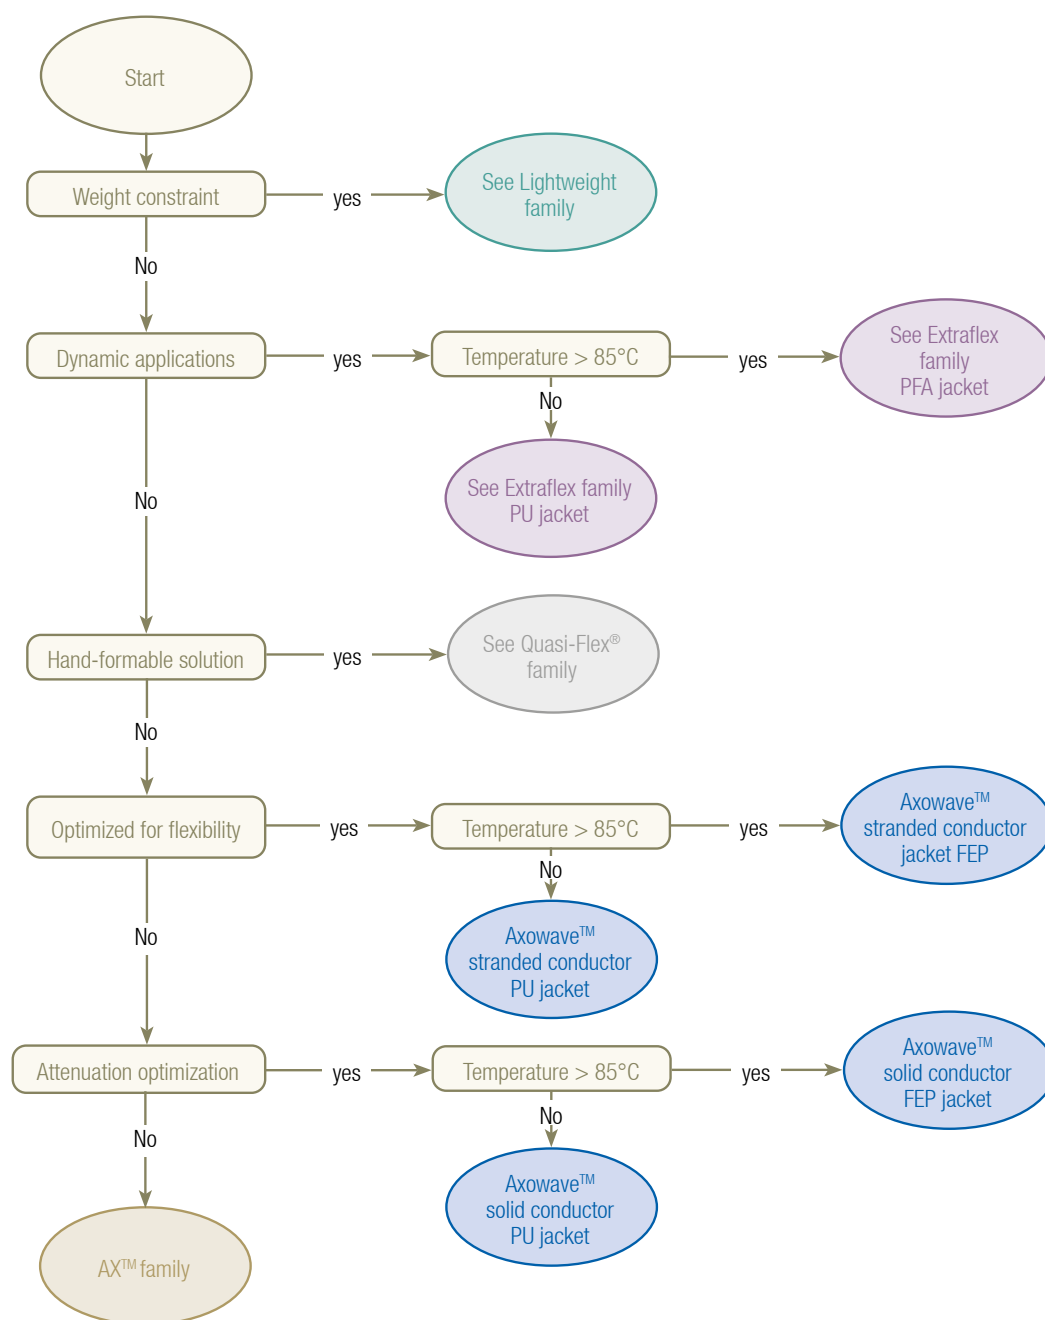 Start
Weight constraint
yes
See Lightweight
family
No
Dynamic applications
yes
Temperature > 85°C
yes
See Extraflex
family
PFA jacket
No
See Extraflex family
PU jacket
No
Hand-formable solution
yes
See Quasi-Flex®
family
No
Optimized for flexibility
yes
Temperature > 85°C
yes
Axowave™
stranded conductor
jacket FEP
No
Axowave™
stranded conductor
PU jacket
No
Attenuation optimization
yes
Temperature > 85°C
yes
Axowave™
solid conductor
FEP jacket
No
Axowave™
solid conductor
PU jacket
No
AX™ family